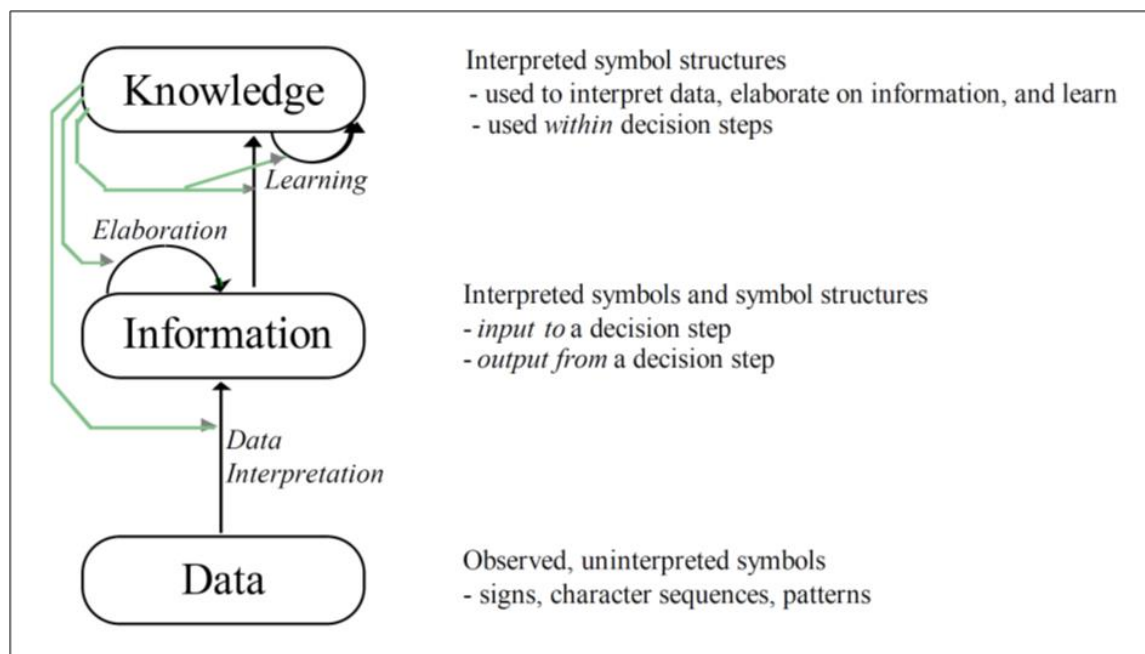 Knowledge
Interpreted symbol structures
- used to interpret data, elaborate on information, and learn
- used within decision steps
Learning
Elaboration
Information
Interpreted symbols and symbol structures
- input to a decision step
- output from a decision step
Data
Interpretation
Data
Observed, uninterpreted symbols
- signs, character sequences, patterns